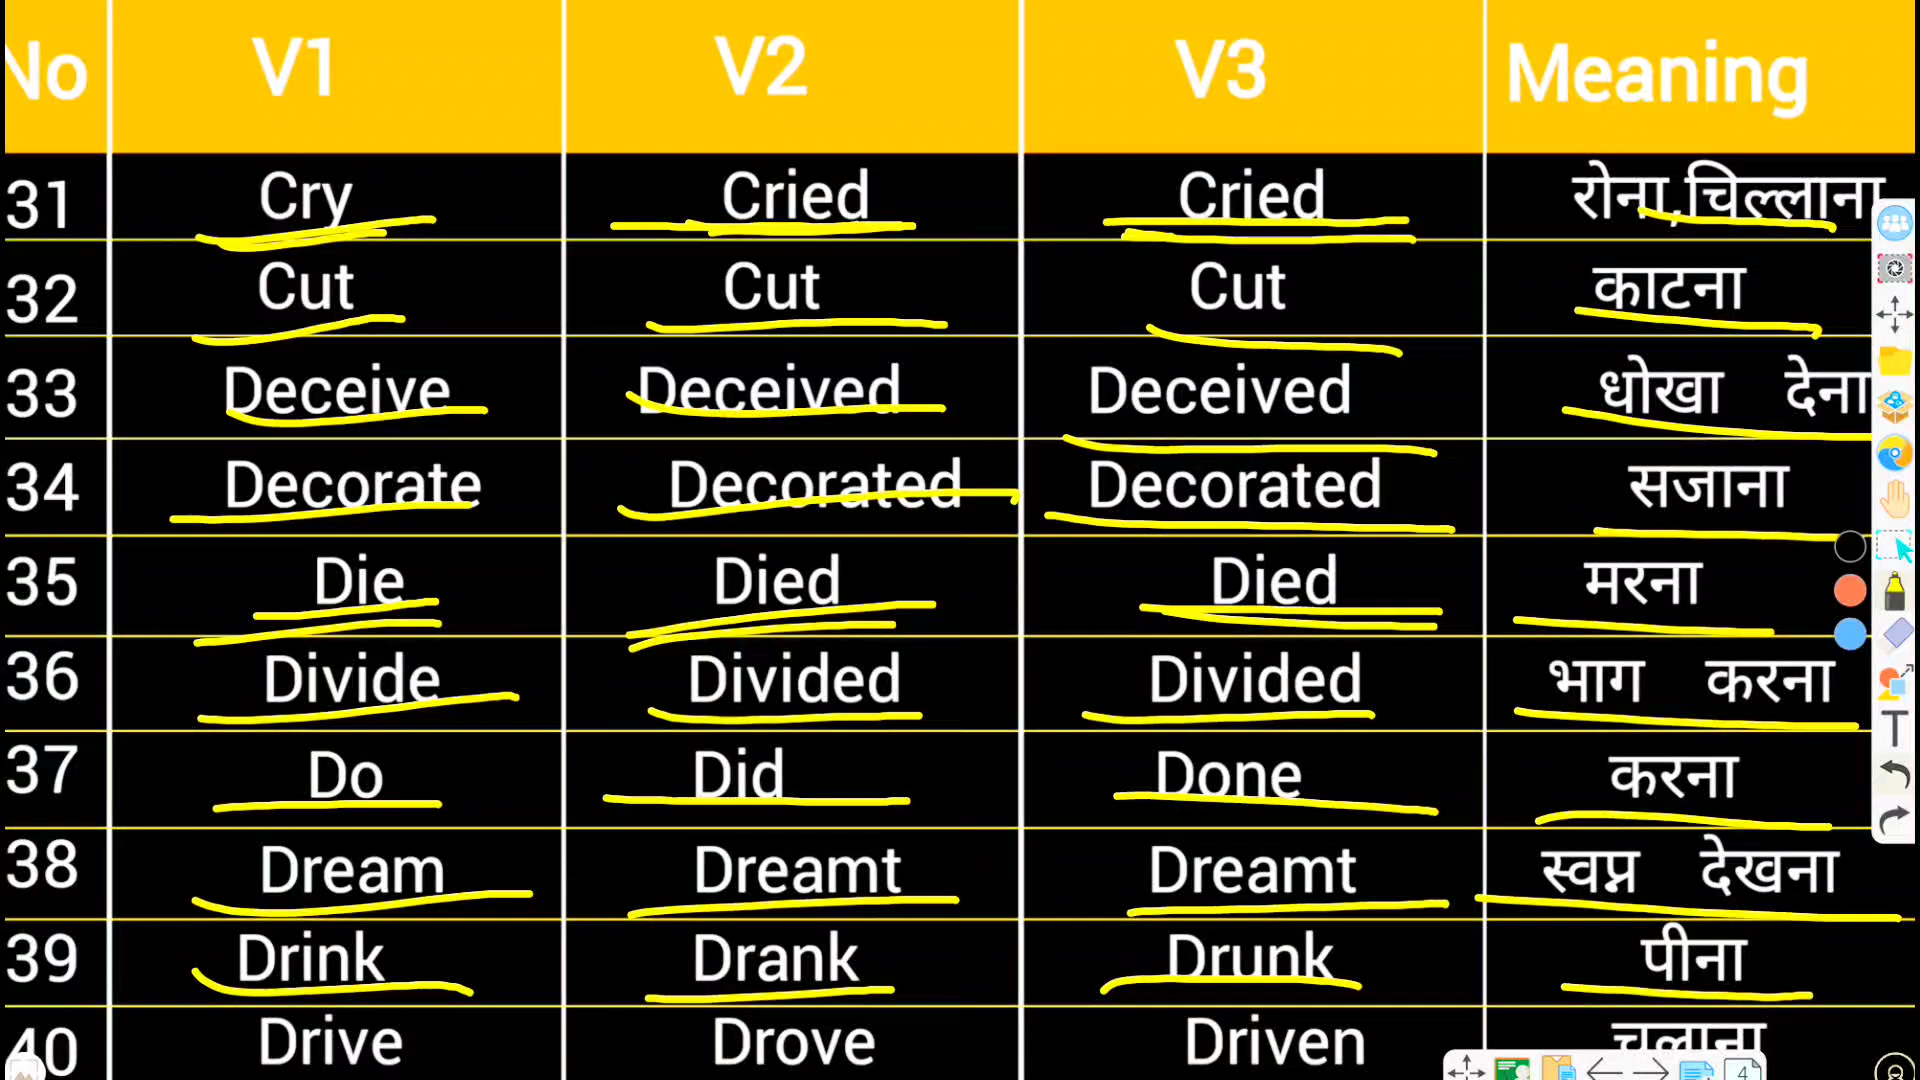 No V1 V2 V3 Meaning
31 Cry Cried Cried रोना,चिल्लाना
32 Cut Cut Cut काटना
33 Deceive Deceived Deceived धोखा देना
34 Decorate Decorated Decorated सजाना
35 Die Died Died मरना
36 Divide Divided Divided भाग करना
37 Do Did Done करना
38 Dream Dreamt Dreamt स्वप्न देखना
39 Drink Drank Drunk पीना
40 Drive Drove Driven चलाना
T
4